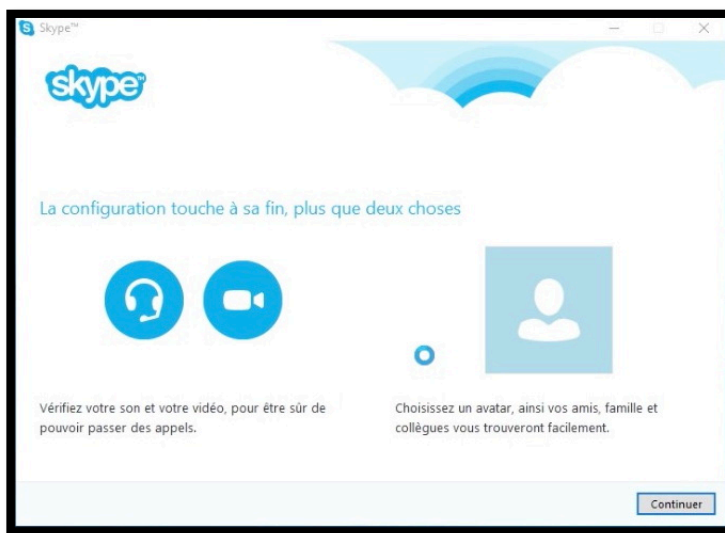 Skype™
skype™
La configuration touche à sa fin, plus que deux choses
Vérifiez votre son et votre vidéo, pour être sûr de
pouvoir passer des appels.
Choisissez un avatar, ainsi vos amis, famille et
collègues vous trouveront facilement.
Continuer